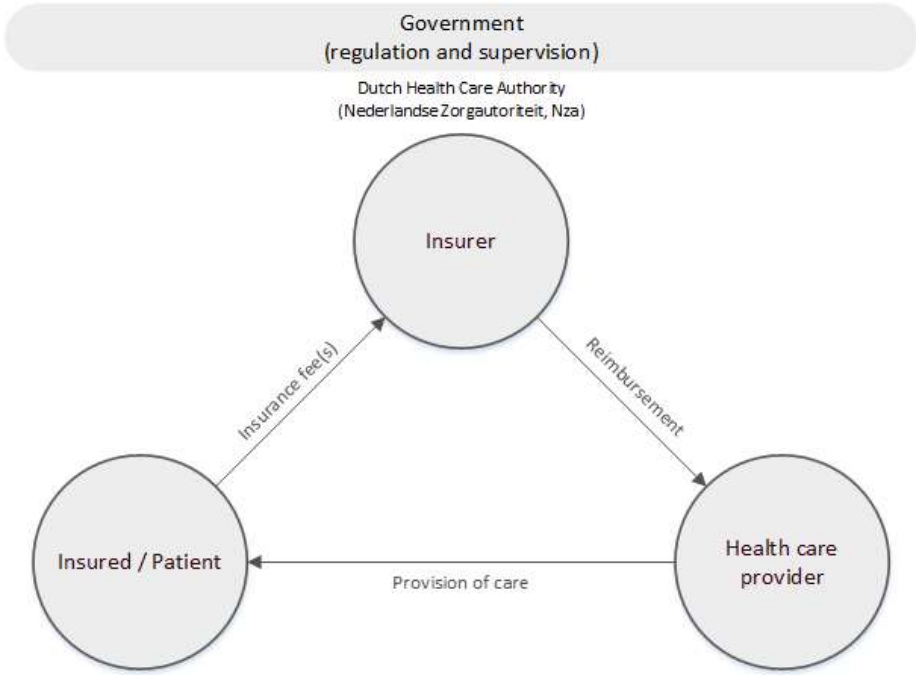 Government
(regulation and supervision)
Dutch Health Care Authority
(Nederlandse Zorgautoriteit, Nza)
Insurer
Insurance fee(s)
Reimbursement
Insured / Patient
Health care
provider
Provision of care